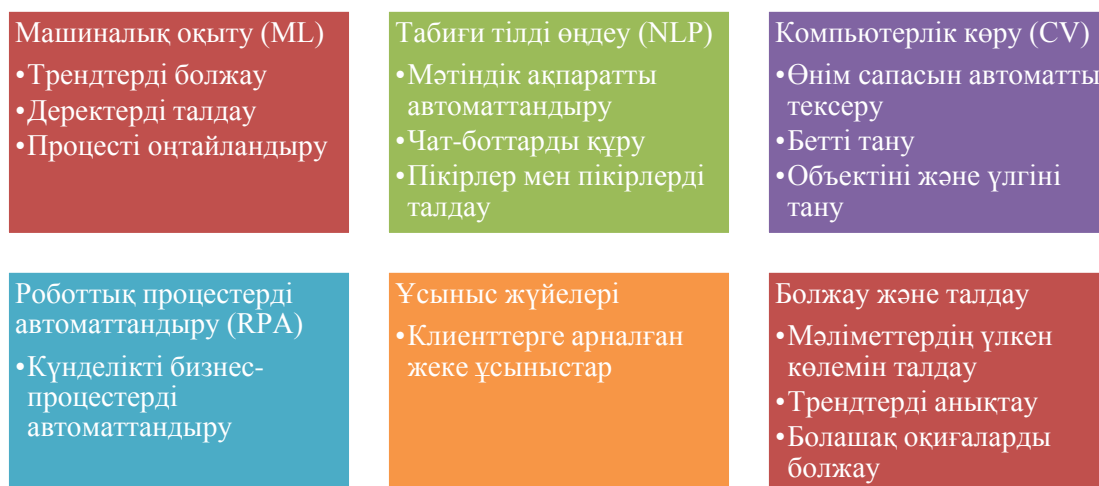 Машиналық оқыту (ML)
•Трендтерді болжау
•Деректерді талдау
•Процесті оңтайландыру
Табиғи тілді өңдеу (NLP)
•Мәтіндік ақпаратты
автоматтандыру
•Чат-боттарды құру
•Пікірлер мен пікірлерді
талдау
Компьютерлік көру (CV)
•Өнім сапасын автоматты
тексеру
•Бетті тану
•Объектіні және үлгіні
тану
Роботтық процестерді
автоматтандыру (RPA)
•Күнделікті бизнес-
процестерді
автоматтандыру
Ұсыныс жүйелері
•Клиенттерге арналған
жеке ұсыныстар
Болжау және талдау
•Мәліметтердің үлкен
көлемін талдау
•Трендтерді анықтау
•Болашақ оқиғаларды
болжау